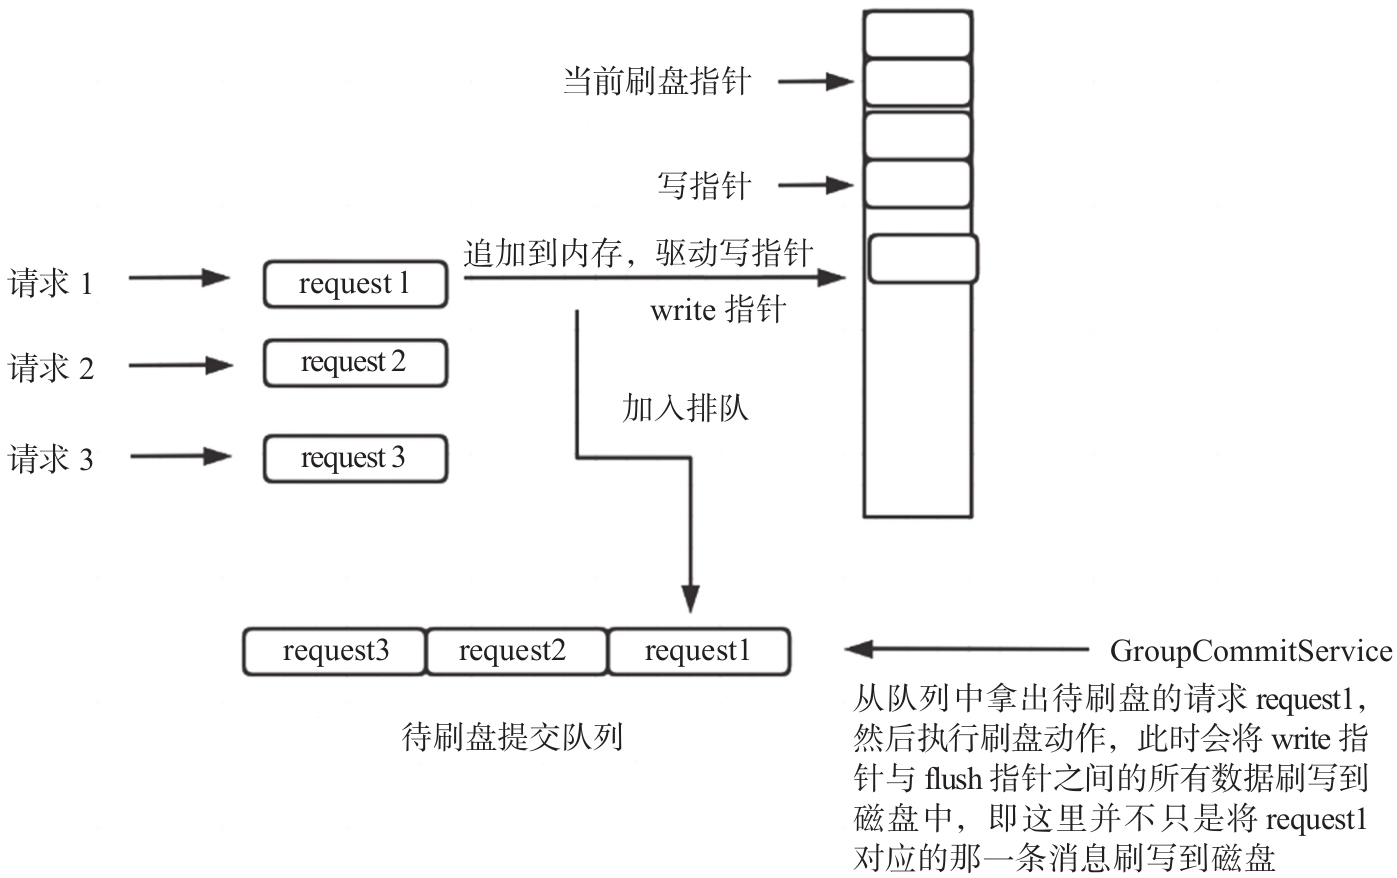 当前刷盘指针
写指针
追加到内存，驱动写指针
请求 1
request 1
write 指针
请求 2
request 2
加入排队
请求 3
request 3
request3
request2
request1
GroupCommitService
待刷盘提交队列
从队列中拿出待刷盘的请求 request1，
然后执行刷盘动作，此时会将 write 指
针与 flush 指针之间的所有数据刷写到
磁盘中，即这里并不只是将 request1
对应的那一条消息刷写到磁盘